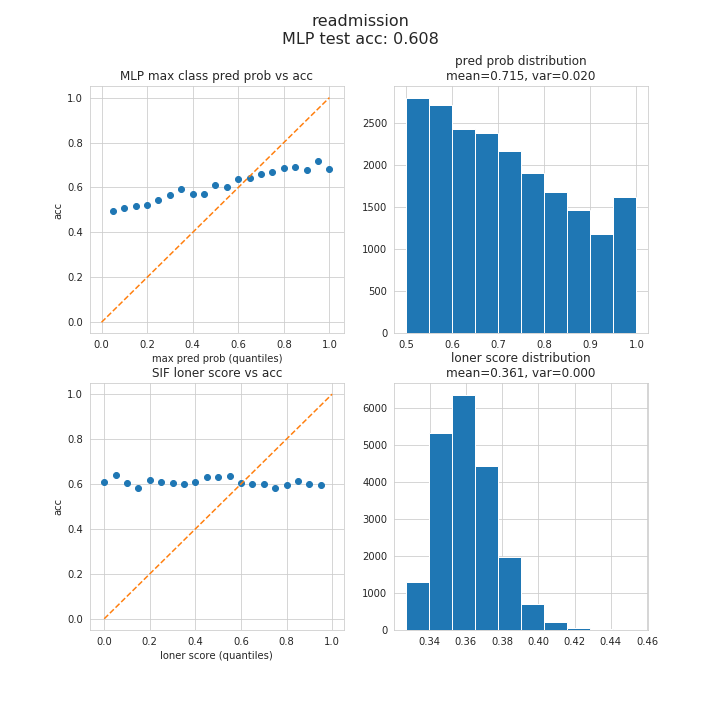 readmission
MLP test acc: 0.608
MLP max class pred prob vs acc
1.0
0.8
0.6
0.4
0.2
0.0
acc
0.0 0.2 0.4 0.6 0.8 1.0
max pred prob (quantiles)
pred prob distribution
mean=0.715, var=0.020
2500
2000
1500
1000
500
0
0.5 0.6 0.7 0.8 0.9 1.0
SIF loner score vs acc
1.0
0.8
0.6
0.4
0.2
0.0
acc
0.0 0.2 0.4 0.6 0.8 1.0
loner score (quantiles)
loner score distribution
mean=0.361, var=0.000
6000
5000
4000
3000
2000
1000
0
0.34 0.36 0.38 0.40 0.42 0.44 0.46